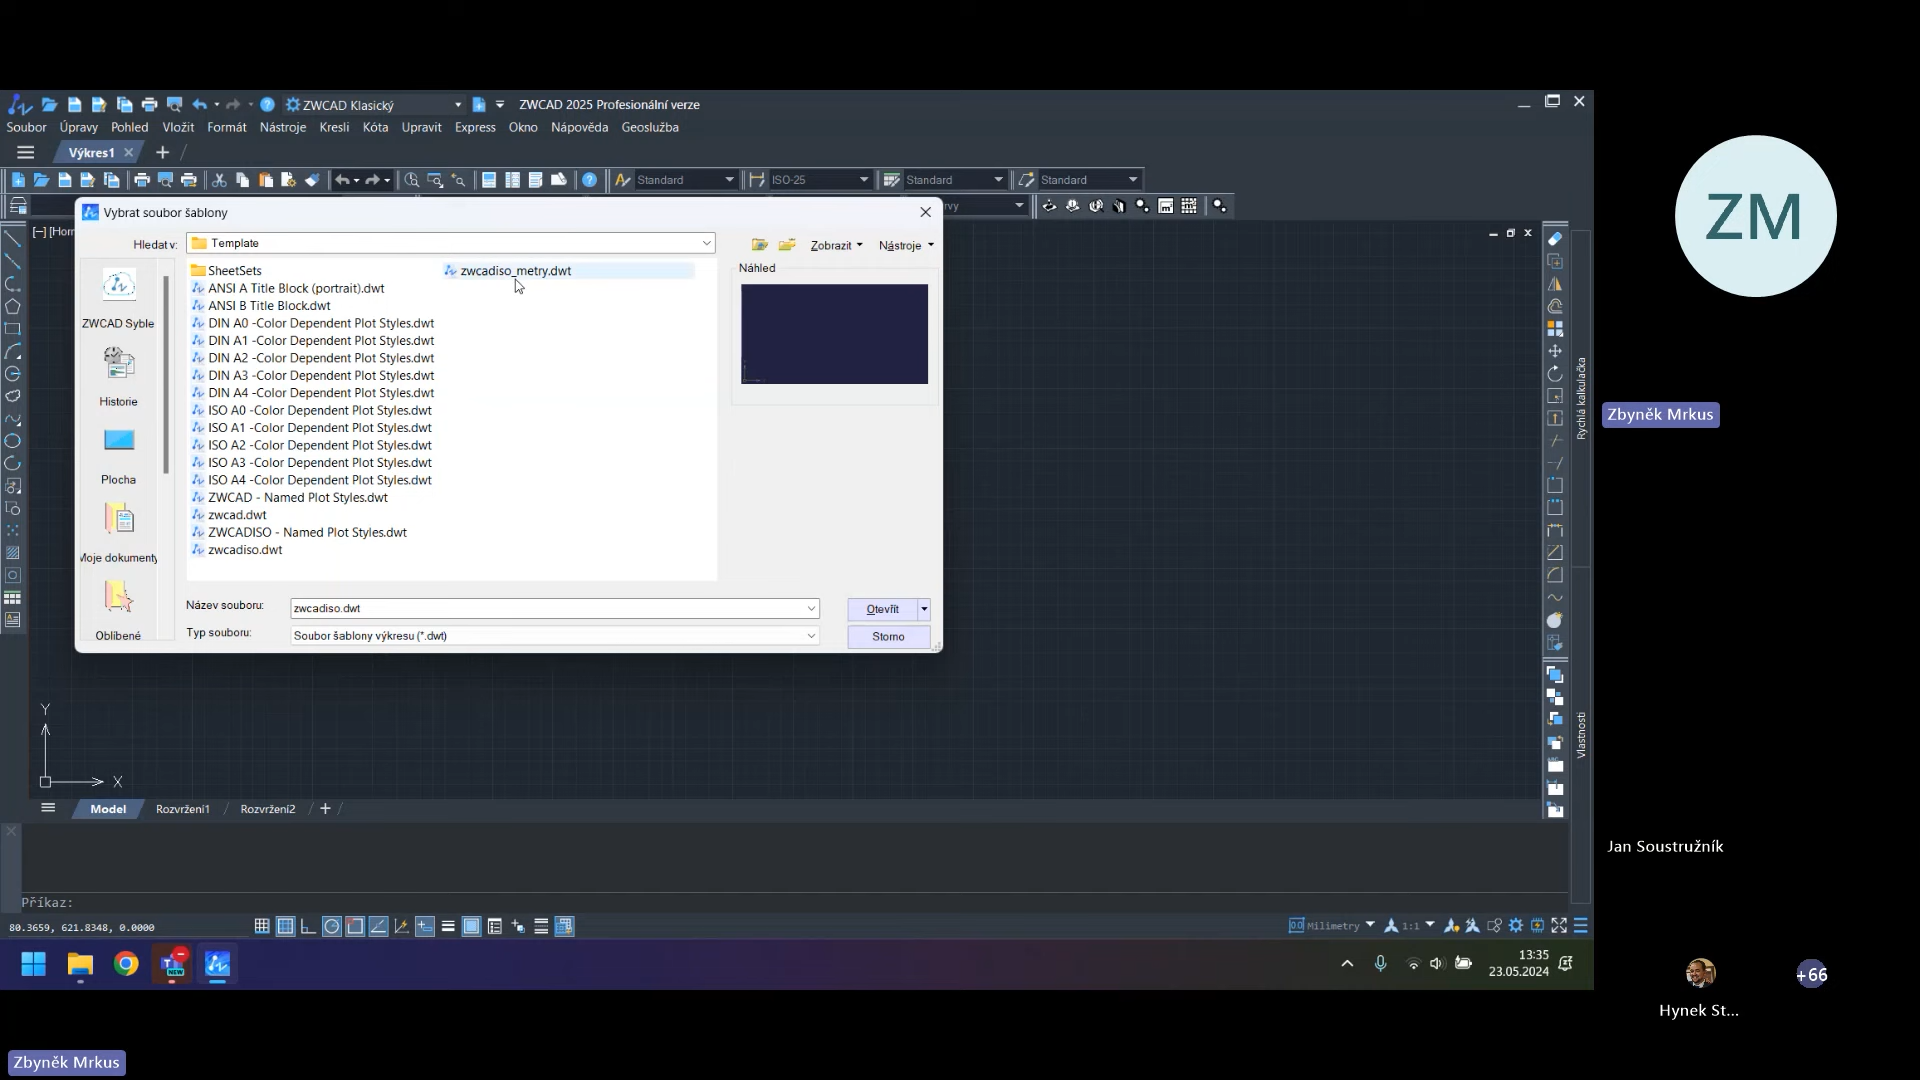 ZWCAD Klasický
ZWCAD 2025 Profesionální verze
Soubor Úpravy Pohled Vložit Formát Nástroje Kresli Kóta Upravit Express Okno Nápověda Geoslužba
Výkres1
Standard ISO-25 Standard Standard
Vybrat soubor šablony
[−] [Horn
Hledat v: Template Zobrazit Nástroje
Náhled
SheetSets
ANSI A Title Block (portrait).dwt
ANSI B Title Block.dwt
DIN A0 -Color Dependent Plot Styles.dwt
DIN A1 -Color Dependent Plot Styles.dwt
DIN A2 -Color Dependent Plot Styles.dwt
DIN A3 -Color Dependent Plot Styles.dwt
DIN A4 -Color Dependent Plot Styles.dwt
ISO A0 -Color Dependent Plot Styles.dwt
ISO A1 -Color Dependent Plot Styles.dwt
ISO A2 -Color Dependent Plot Styles.dwt
ISO A3 -Color Dependent Plot Styles.dwt
ISO A4 -Color Dependent Plot Styles.dwt
ZWCAD - Named Plot Styles.dwt
zwcad.dwt
ZWCADISO - Named Plot Styles.dwt
zwcadiso.dwt
zwcadiso_metry.dwt
ZWCAD Syble
Historie
Plocha
Moje dokumenty
Oblíbené
Název souboru: zwcadiso.dwt Otevřít
Typ souboru: Soubor šablony výkresu (*.dwt) Storno
Rychlá kalkulačka
Vlastnosti
Y
X
Model Rozvržení1 Rozvržení2
Příkaz:
80.3659, 621.8348, 0.0000
Milimetry 1:1
NEW
13:35
23.05.2024
ZM
Zbyněk Mrkus
Jan Soustružník
+66
Hynek St...
Zbyněk Mrkus